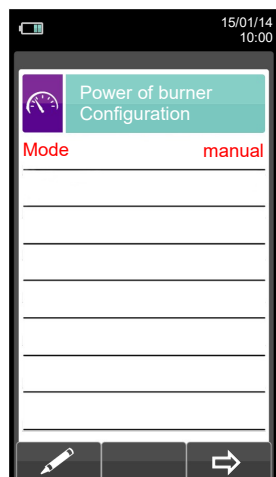 15/01/14
10:00
Power of burner
Configuration
Mode manual